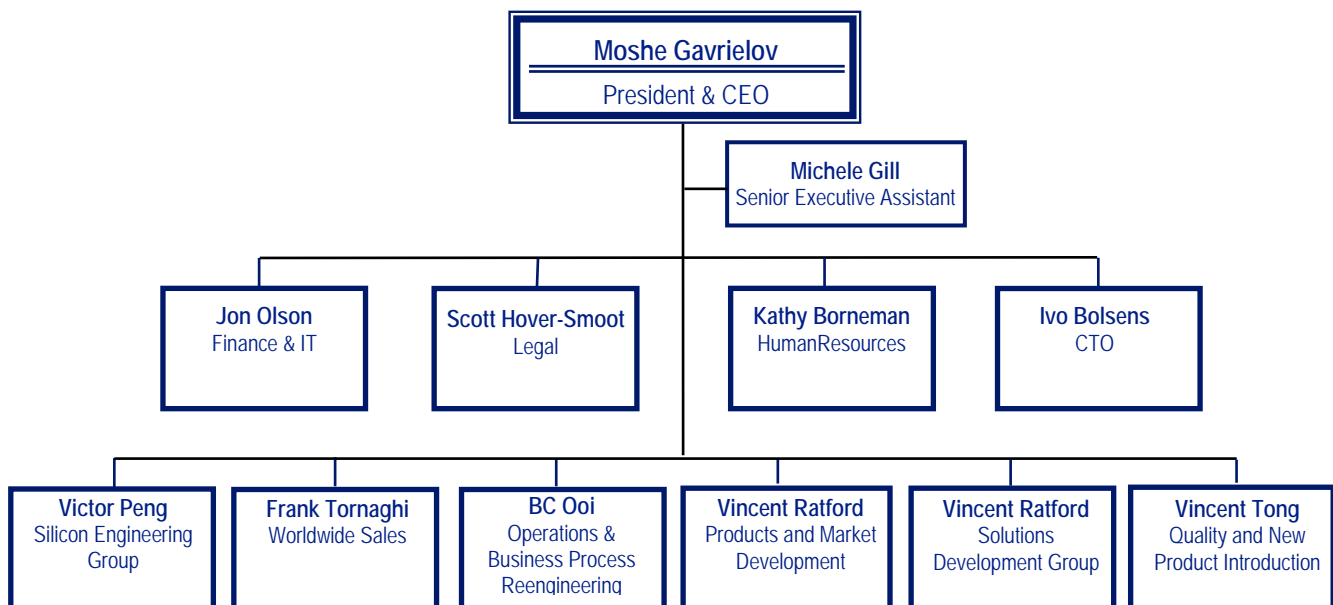 Moshe Gavrielov
President & CEO
Michele Gill
Senior Executive Assistant
Jon Olson
Finance & IT
Scott Hover-Smoot
Legal
Kathy Borneman
HumanResources
Ivo Bolsens
CTO
Victor Peng
Silicon Engineering
Group
Frank Tornaghi
Worldwide Sales
BC Ooi
Operations &
Business Process
Reengineering
Vincent Ratford
Products and Market
Development
Vincent Ratford
Solutions
Development Group
Vincent Tong
Quality and New
Product Introduction